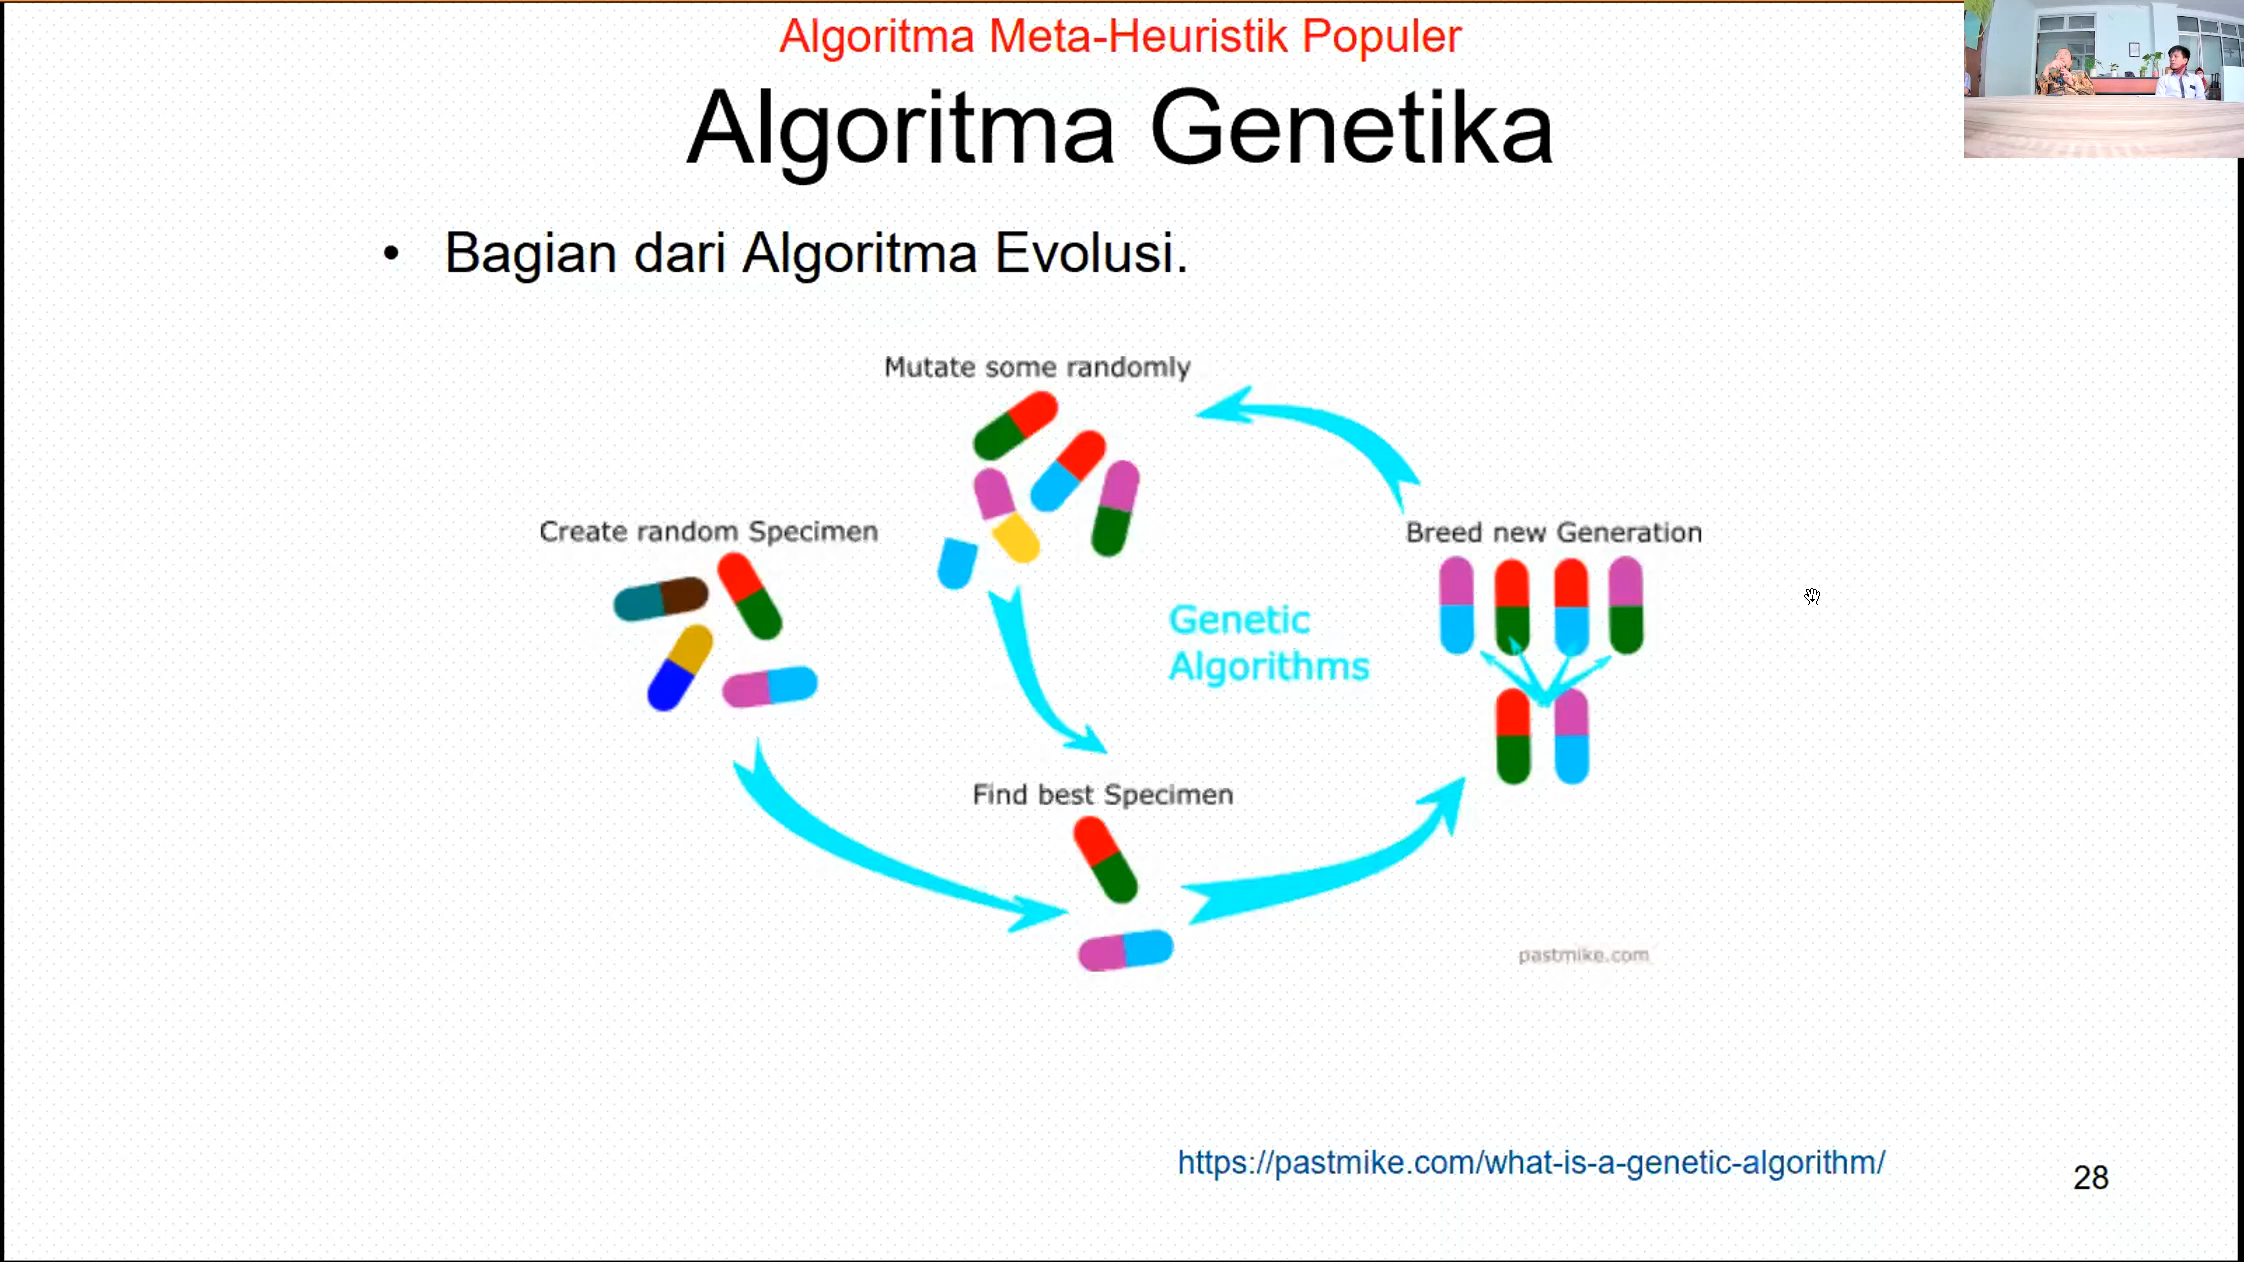 Algoritma Meta-Heuristik Populer
Algoritma Genetika
• Bagian dari Algoritma Evolusi.
Mutate some randomly
Create random Specimen
Breed new Generation
Genetic
Algorithms
Find best Specimen
pastmike.com
https://pastmike.com/what-is-a-genetic-algorithm/
28